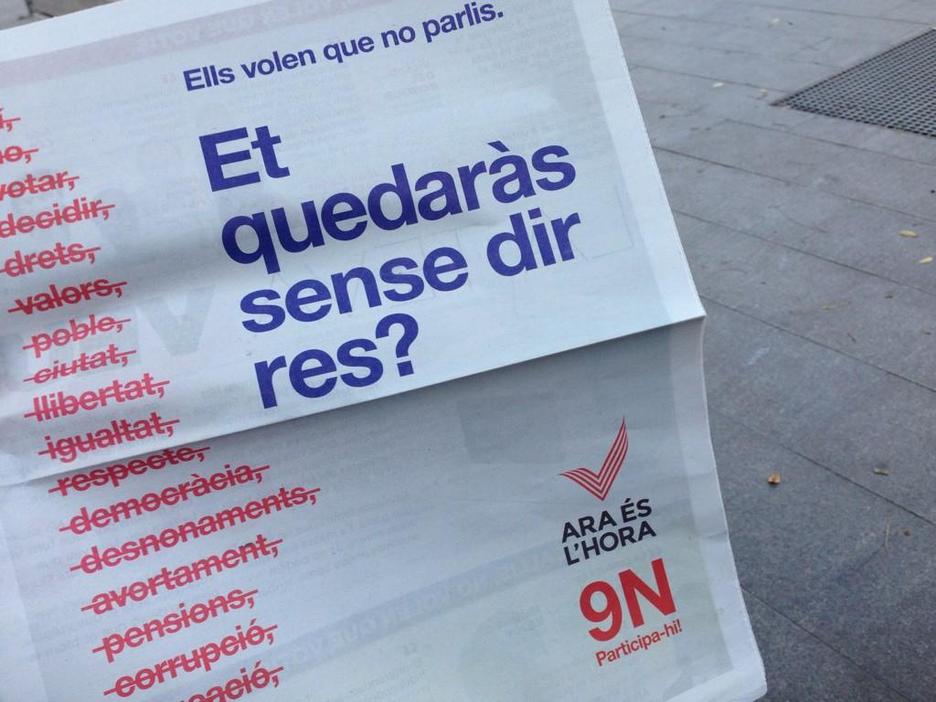 Ells volen que no parlis.
Et
quedaràs
sense dir
res?
votar,
decidir,
drets,
valors,
poble,
ciutat,
llibertat,
igualtat,
respecte,
democràcia,
desnonaments,
avortament,
pensions,
corrupció,
ARA ÉS
L'HORA
9N
Participa-hi!